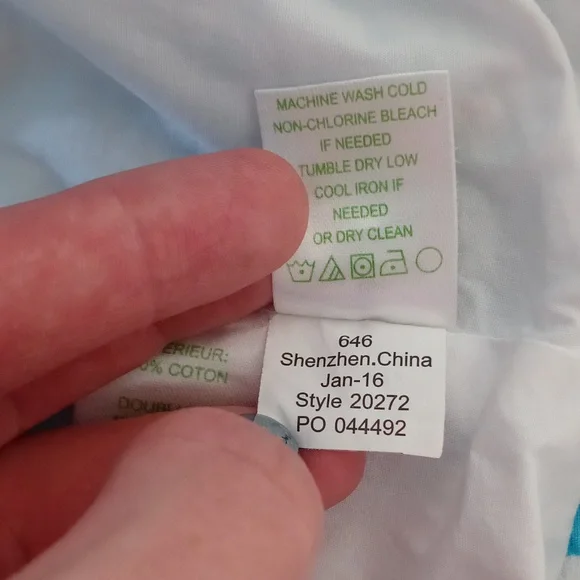 MACHINE WASH COLD
NON-CHLORINE BLEACH
IF NEEDED
TUMBLE DRY LOW
COOL IRON IF
NEEDED
OR DRY CLEAN
646
Shenzhen.China
Jan-16
Style 20272
PO 044492
COTTON